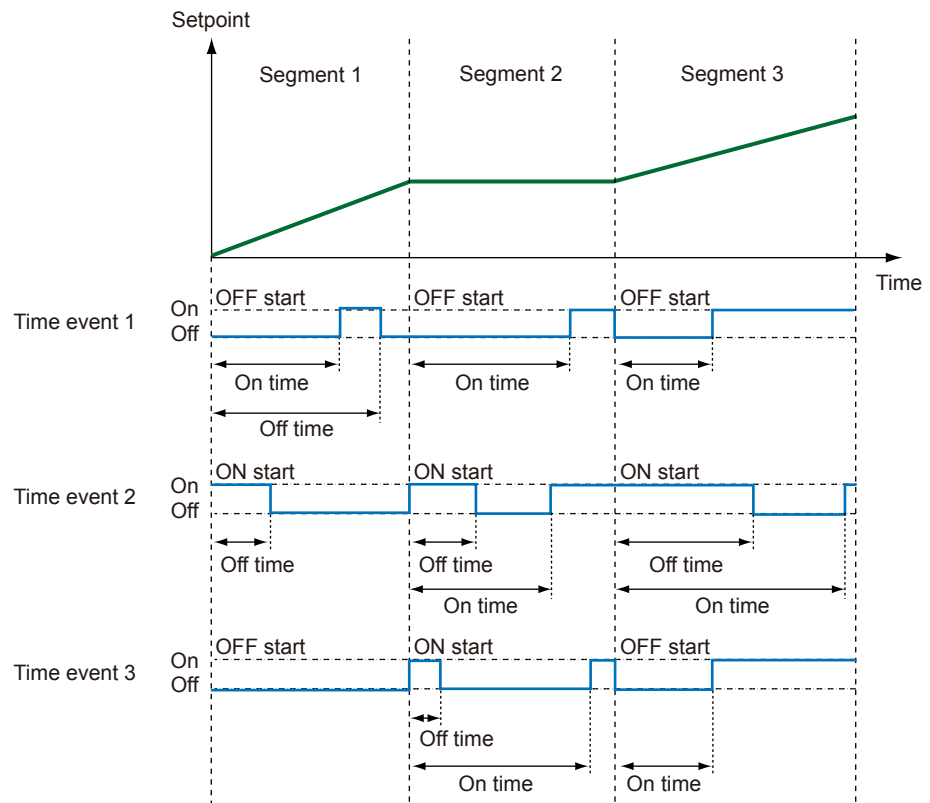 Setpoint
Segment 1 Segment 2 Segment 3
Time
Time event 1
On
Off
OFF start OFF start OFF start
On time On time On time
Off time
Time event 2
On
Off
ON start ON start ON start
Off time Off time Off time
On time On time
Time event 3
On
Off
OFF start ON start OFF start
Off time
On time On time